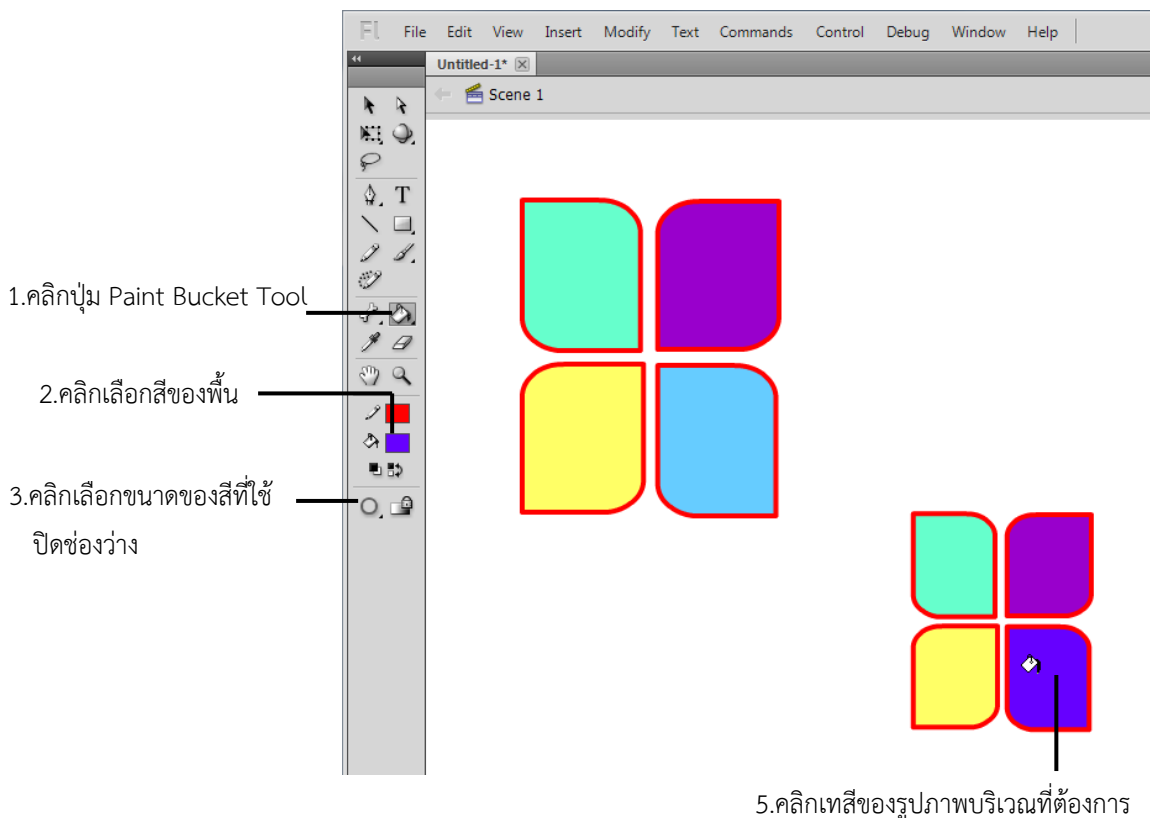 Fl File Edit View Insert Modify Text Commands Control Debug Window Help
Untitled-1*
Scene 1
T
1.คลิกปุ่ม Paint Bucket Tool
2.คลิกเลือกสีของพื้น
3.คลิกเลือกขนาดของสีที่ใช้
ปิดช่องว่าง
5.คลิกเทสีของรูปภาพบริเวณที่ต้องการ